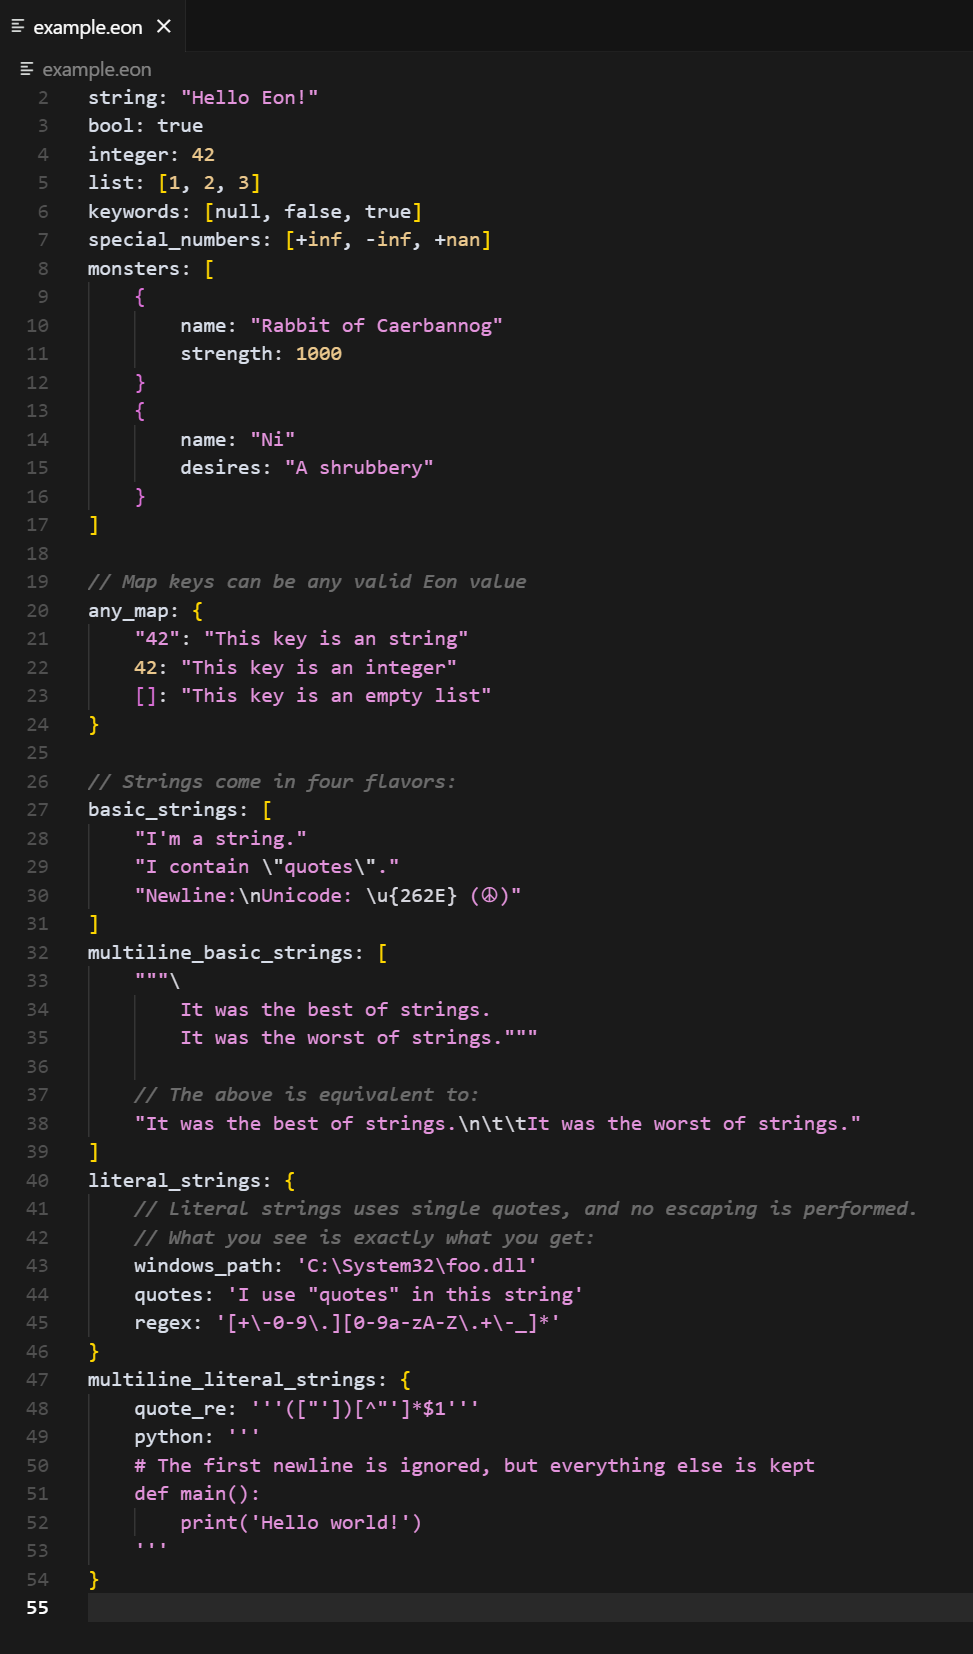 example.eon ×
example.eon
2 string: "Hello Eon!"
3 bool: true
4 integer: 42
5 list: [1, 2, 3]
6 keywords: [null, false, true]
7 special_numbers: [+inf, -inf, +nan]
8 monsters: [
9     {
10         name: "Rabbit of Caerbannog"
11         strength: 1000
12     }
13     {
14         name: "Ni"
15         desires: "A shrubbery"
16     }
17 ]
18
19 // Map keys can be any valid Eon value
20 any_map: {
21     "42": "This key is an string"
22     42: "This key is an integer"
23     []: "This key is an empty list"
24 }
25
26 // Strings come in four flavors:
27 basic_strings: [
28     "I'm a string."
29     "I contain \"quotes\"."
30     "Newline:\nUnicode: \u{262E} (☮)"
31 ]
32 multiline_basic_strings: [
33     """\
34         It was the best of strings.
35         It was the worst of strings."""
36
37     // The above is equivalent to:
38     "It was the best of strings.\n\t\tIt was the worst of strings."
39 ]
40 literal_strings: {
41     // Literal strings uses single quotes, and no escaping is performed.
42     // What you see is exactly what you get:
43     windows_path: 'C:\System32\foo.dll'
44     quotes: 'I use "quotes" in this string'
45     regex: '[+\-0-9\.][0-9a-zA-Z\.+\-_]*'
46 }
47 multiline_literal_strings: {
48     quote_re: '''(["'])[^"']*$1'''
49     python: '''
50     # The first newline is ignored, but everything else is kept
51     def main():
52         print('Hello world!')
53     '''
54 }
55